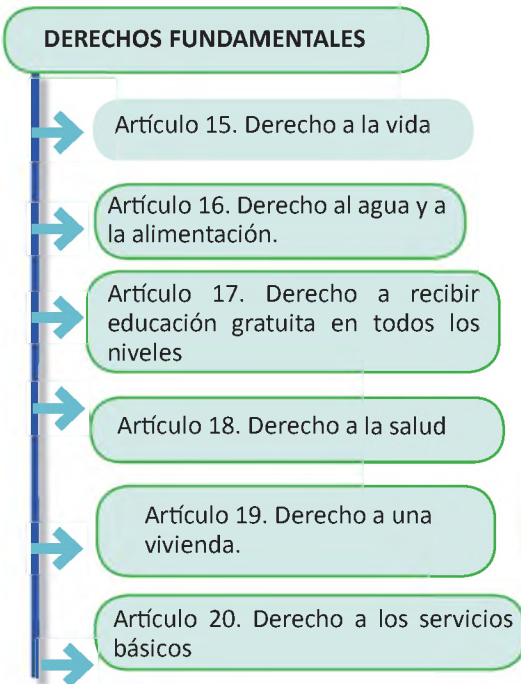 DERECHOS FUNDAMENTALES
Artículo 15. Derecho a la vida
Artículo 16. Derecho al agua y a
la alimentación.
Artículo 17. Derecho a recibir
educación gratuita en todos los
niveles
Artículo 18. Derecho a la salud
Artículo 19. Derecho a una
vivienda.
Artículo 20. Derecho a los servicios
básicos